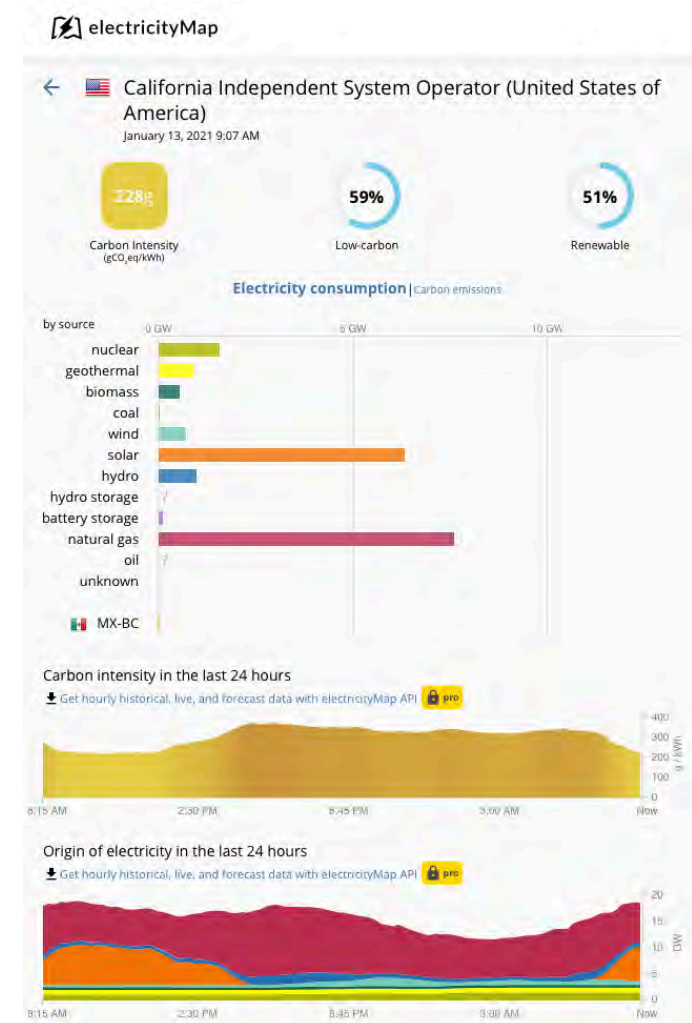 electricityMap
California Independent System Operator (United States of
America)
January 13, 2021 9:07 AM
228g
59%
51%
Carbon Intensity
(gCO₂eq/kWh)
Low-carbon
Renewable
Electricity consumption | Carbon emissions
by source
0 GW
5 GW
10 GW
nuclear
geothermal
biomass
coal
wind
solar
hydro
hydro storage
?
battery storage
natural gas
oil
?
unknown
MX-BC
Carbon intensity in the last 24 hours
Get hourly historical, live, and forecast data with electricityMap API
pro
400
300
200
100
0
g / kWh
8:15 AM
2:30 PM
8:45 PM
3:00 AM
Now
Origin of electricity in the last 24 hours
Get hourly historical, live, and forecast data with electricityMap API
pro
20
15
10
5
0
GW
8:15 AM
2:30 PM
8:45 PM
3:00 AM
Now